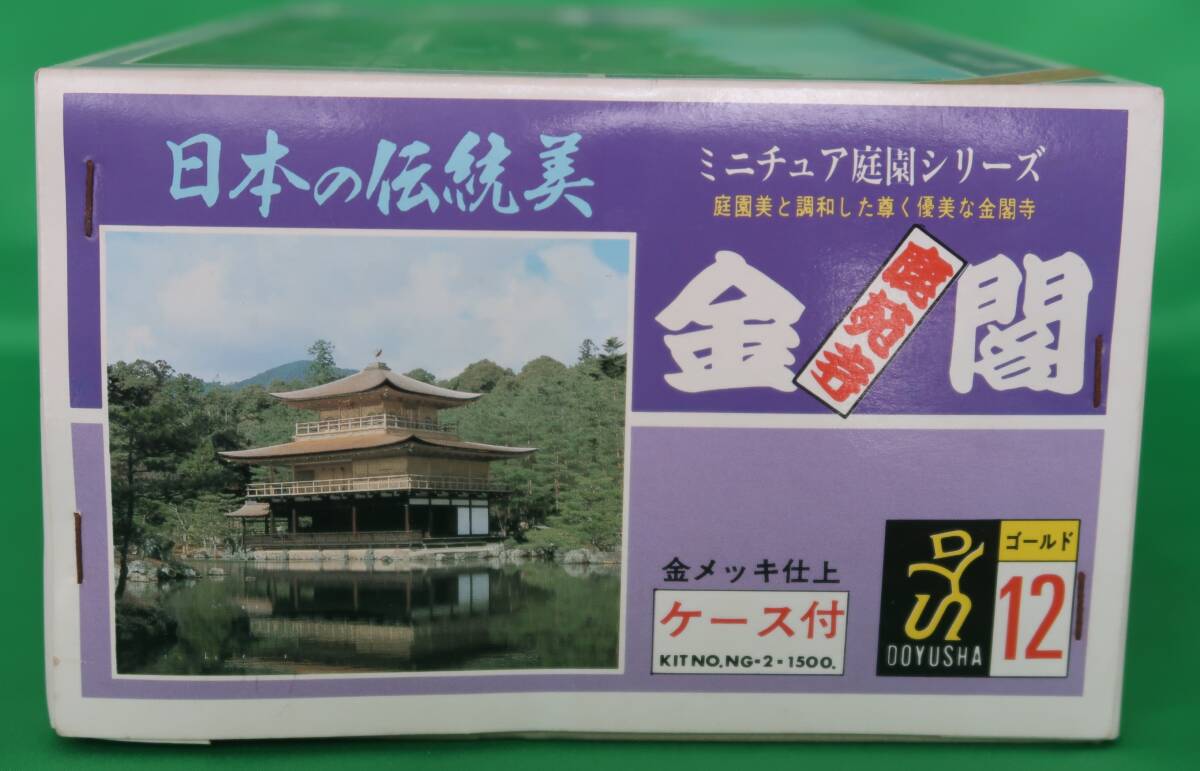 日本の伝統美
ミニチュア庭園シリーズ
庭園美と調和した尊く優美な金閣寺
金閣
鹿苑寺
金メッキ仕上
ケース付
KIT NO. NG-2-1500.
DOYUSHA
ゴールド
12